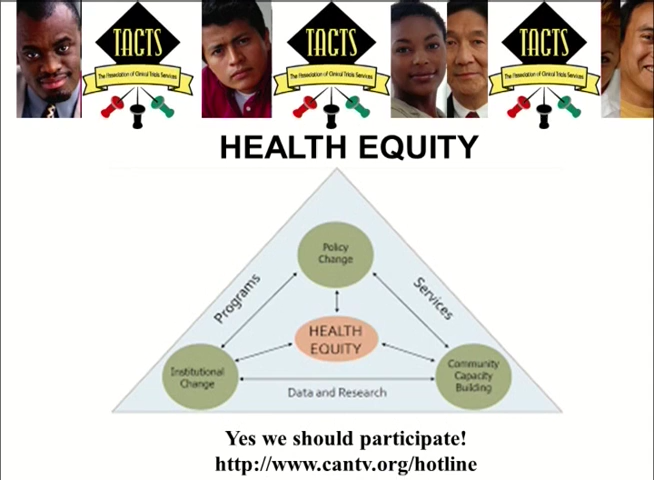 TACTS
The Association of Clinical Trials Services
TACTS
The Association of Clinical Trials Services
TACTS
The Association of Clinical Trials Services
HEALTH EQUITY
Policy
Change
Programs
Services
HEALTH
EQUITY
Institutional
Change
Community
Capacity
Building
Data and Research
Yes we should participate!
http://www.cantv.org/hotline